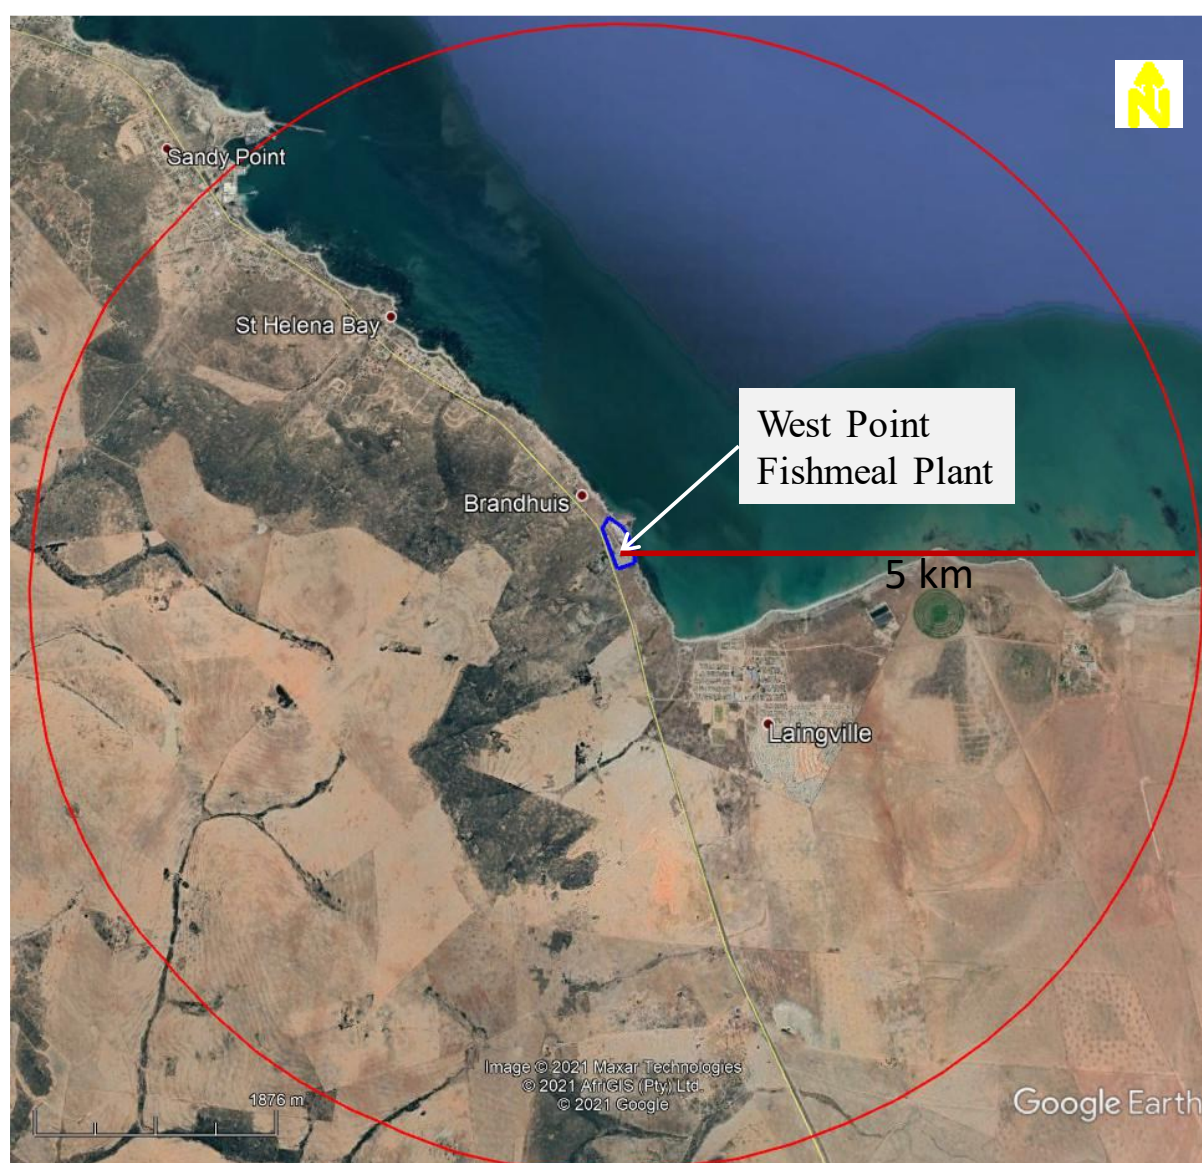 N
Sandy Point
St Helena Bay
West Point
Fishmeal Plant
Brandhuis
5 km
Laingville
Image © 2021 Maxar Technologies
© 2021 AfriGIS (Pty) Ltd.
© 2021 Google
1876 m
Google Earth